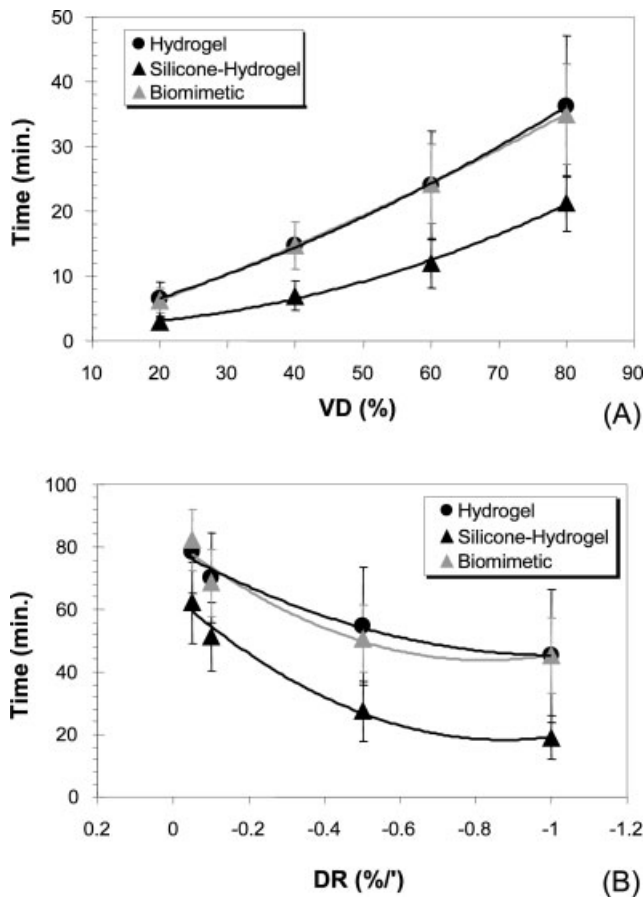 50
40
30
20
10
0
Time (min.)
Hydrogel
Silicone-Hydrogel
Biomimetic
10 20 30 40 50 60 70 80 90
VD (%)
(A)
100
80
60
40
20
0
Time (min.)
Hydrogel
Silicone-Hydrogel
Biomimetic
0.2 0 -0.2 -0.4 -0.6 -0.8 -1 -1.2
DR (%/')
(B)